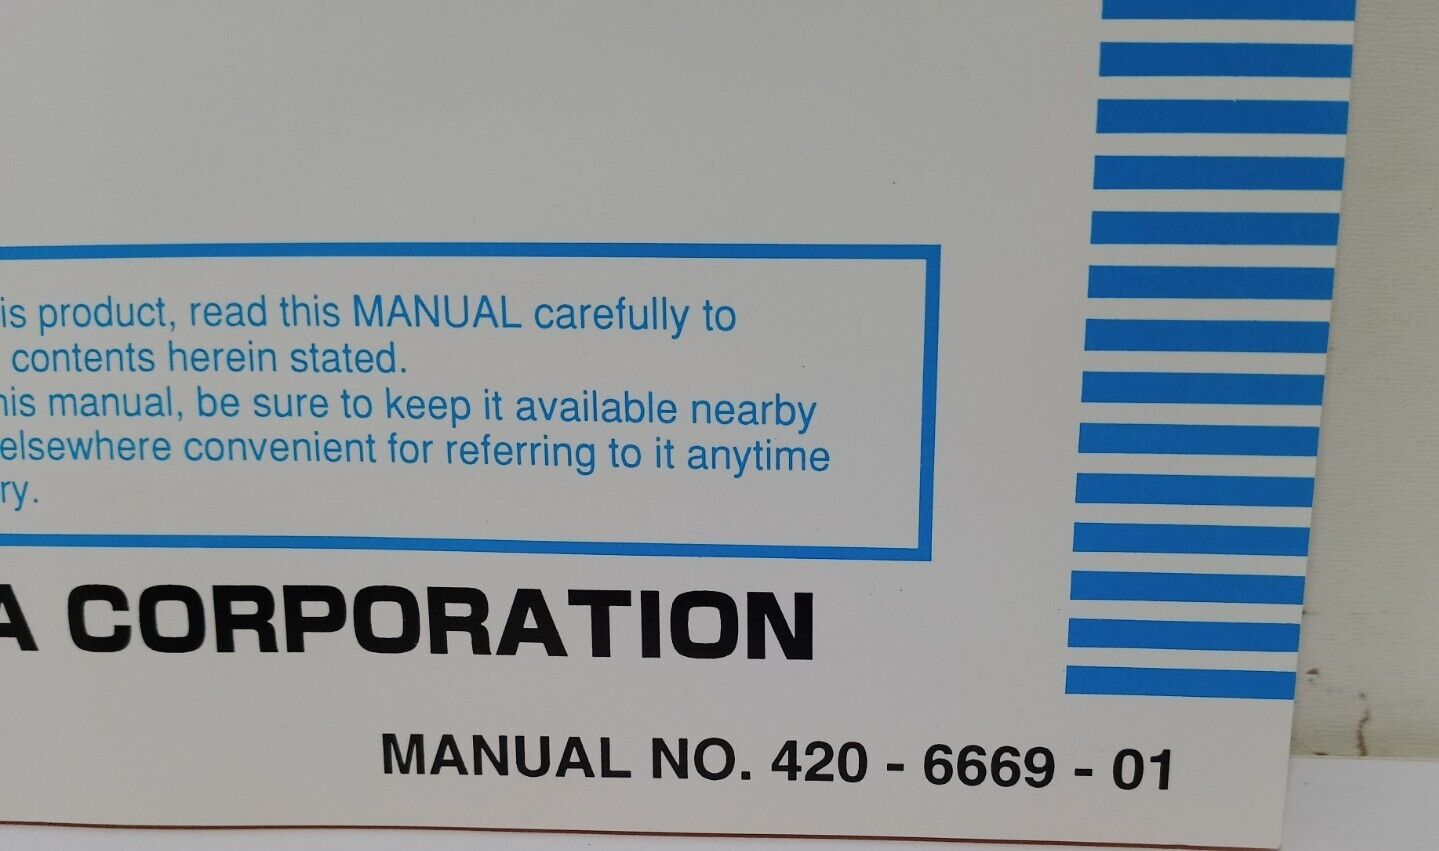 is product, read this MANUAL carefully to
contents herein stated.
his manual, be sure to keep it available nearby
elsewhere convenient for referring to it anytime
ry.
A CORPORATION
MANUAL NO. 420 - 6669 - 01